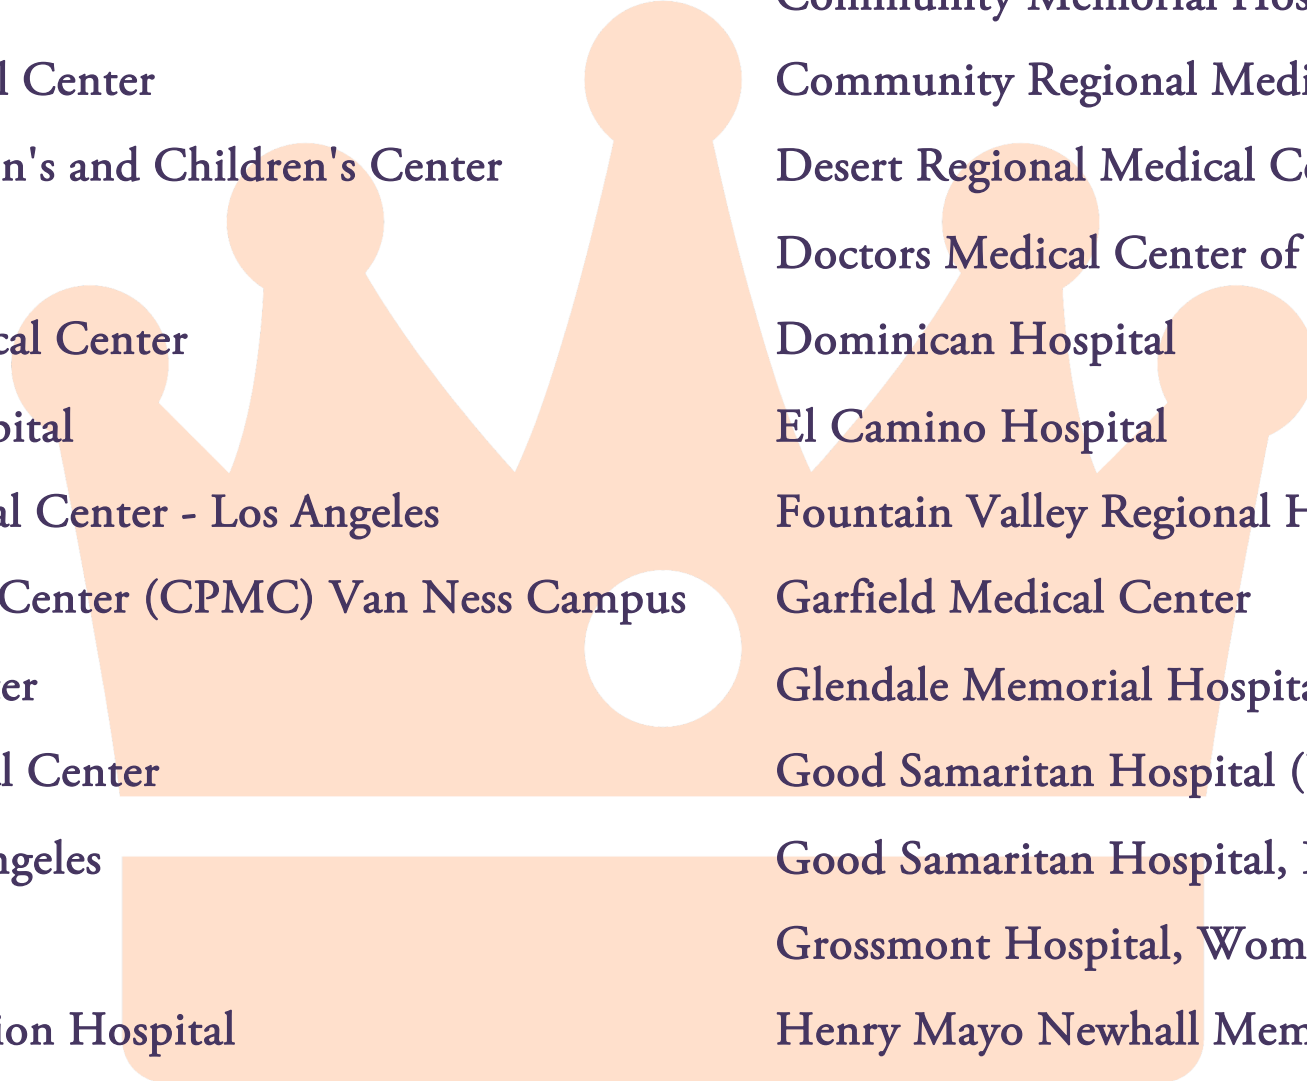 l Center
n's and Children's Center
cal Center
pital
al Center - Los Angeles
Center (CPMC) Van Ness Campus
er
l Center
ngeles
ion Hospital
Community Memorial Hos
Community Regional Medi
Desert Regional Medical Ce
Doctors Medical Center of
Dominican Hospital
El Camino Hospital
Fountain Valley Regional H
Garfield Medical Center
Glendale Memorial Hospita
Good Samaritan Hospital (
Good Samaritan Hospital,
Grossmont Hospital, Wom
Henry Mayo Newhall Mem